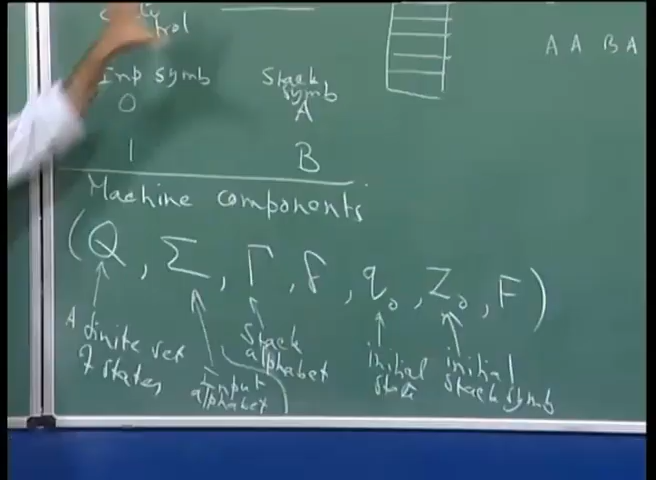 A A B A
Inp symb Stack symb
0 A
1 B
Machine components
(Q, Σ, Γ, δ, q₀, Z₀, F)
A finite set of states
Input alphabet
Stack alphabet
initial state
initial stack symb